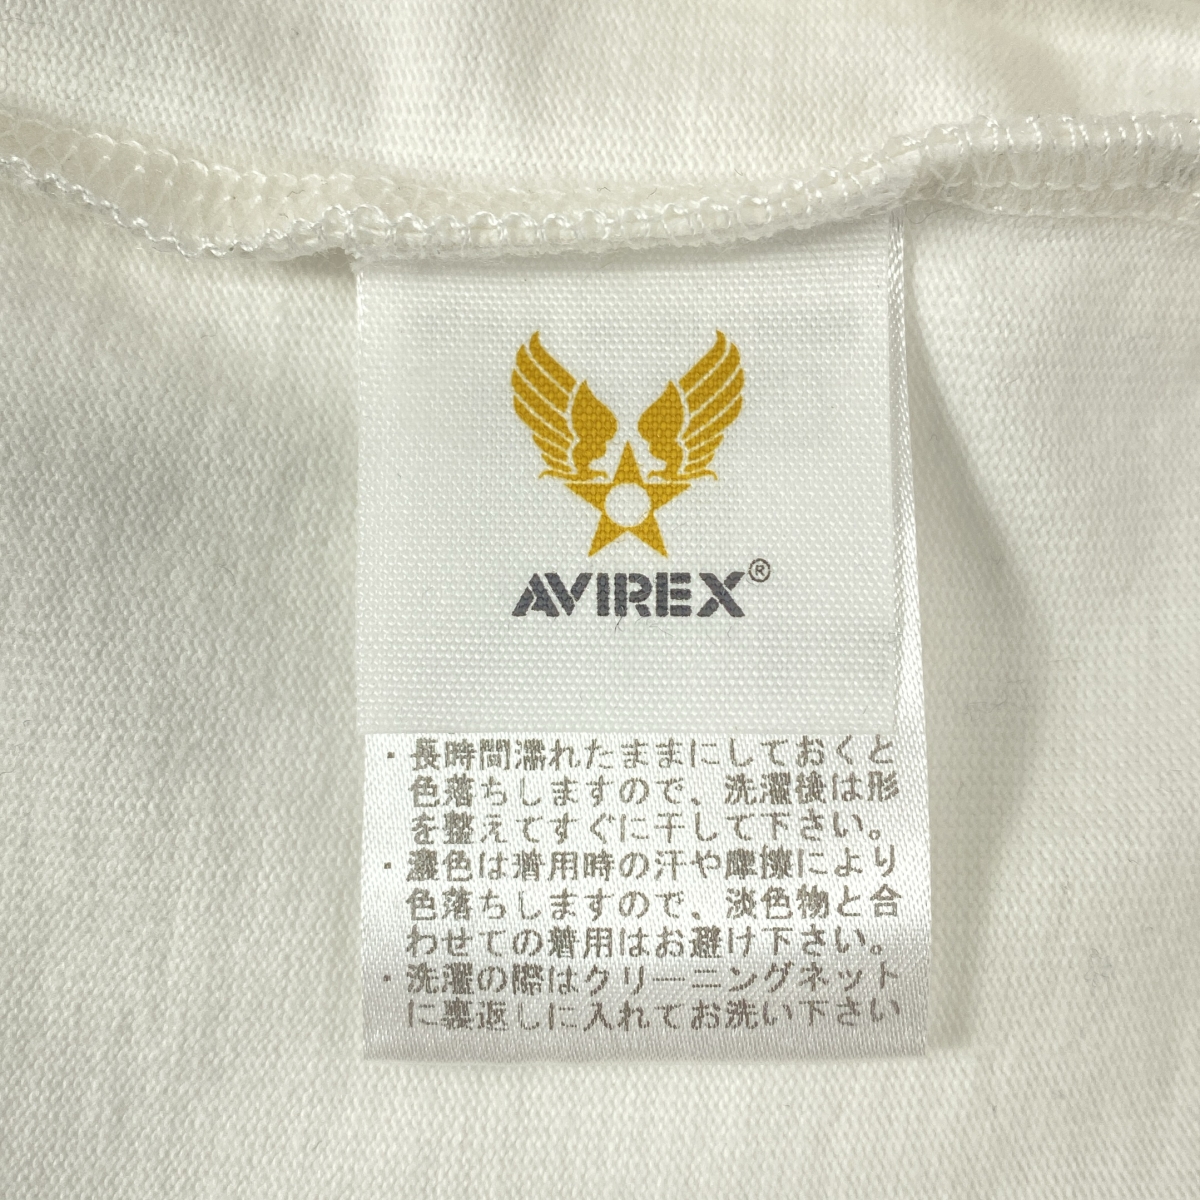 AVIREX®
・長時間濡れたままにしておくと
色落ちしますので、洗濯後は形
を整えてすぐに干して下さい。
・濃色は着用時の汗や摩擦により
色落ちしますので、淡色物と合
わせての着用はお避け下さい。
・洗濯の際はクリーニングネット
に裏返しに入れてお洗い下さい